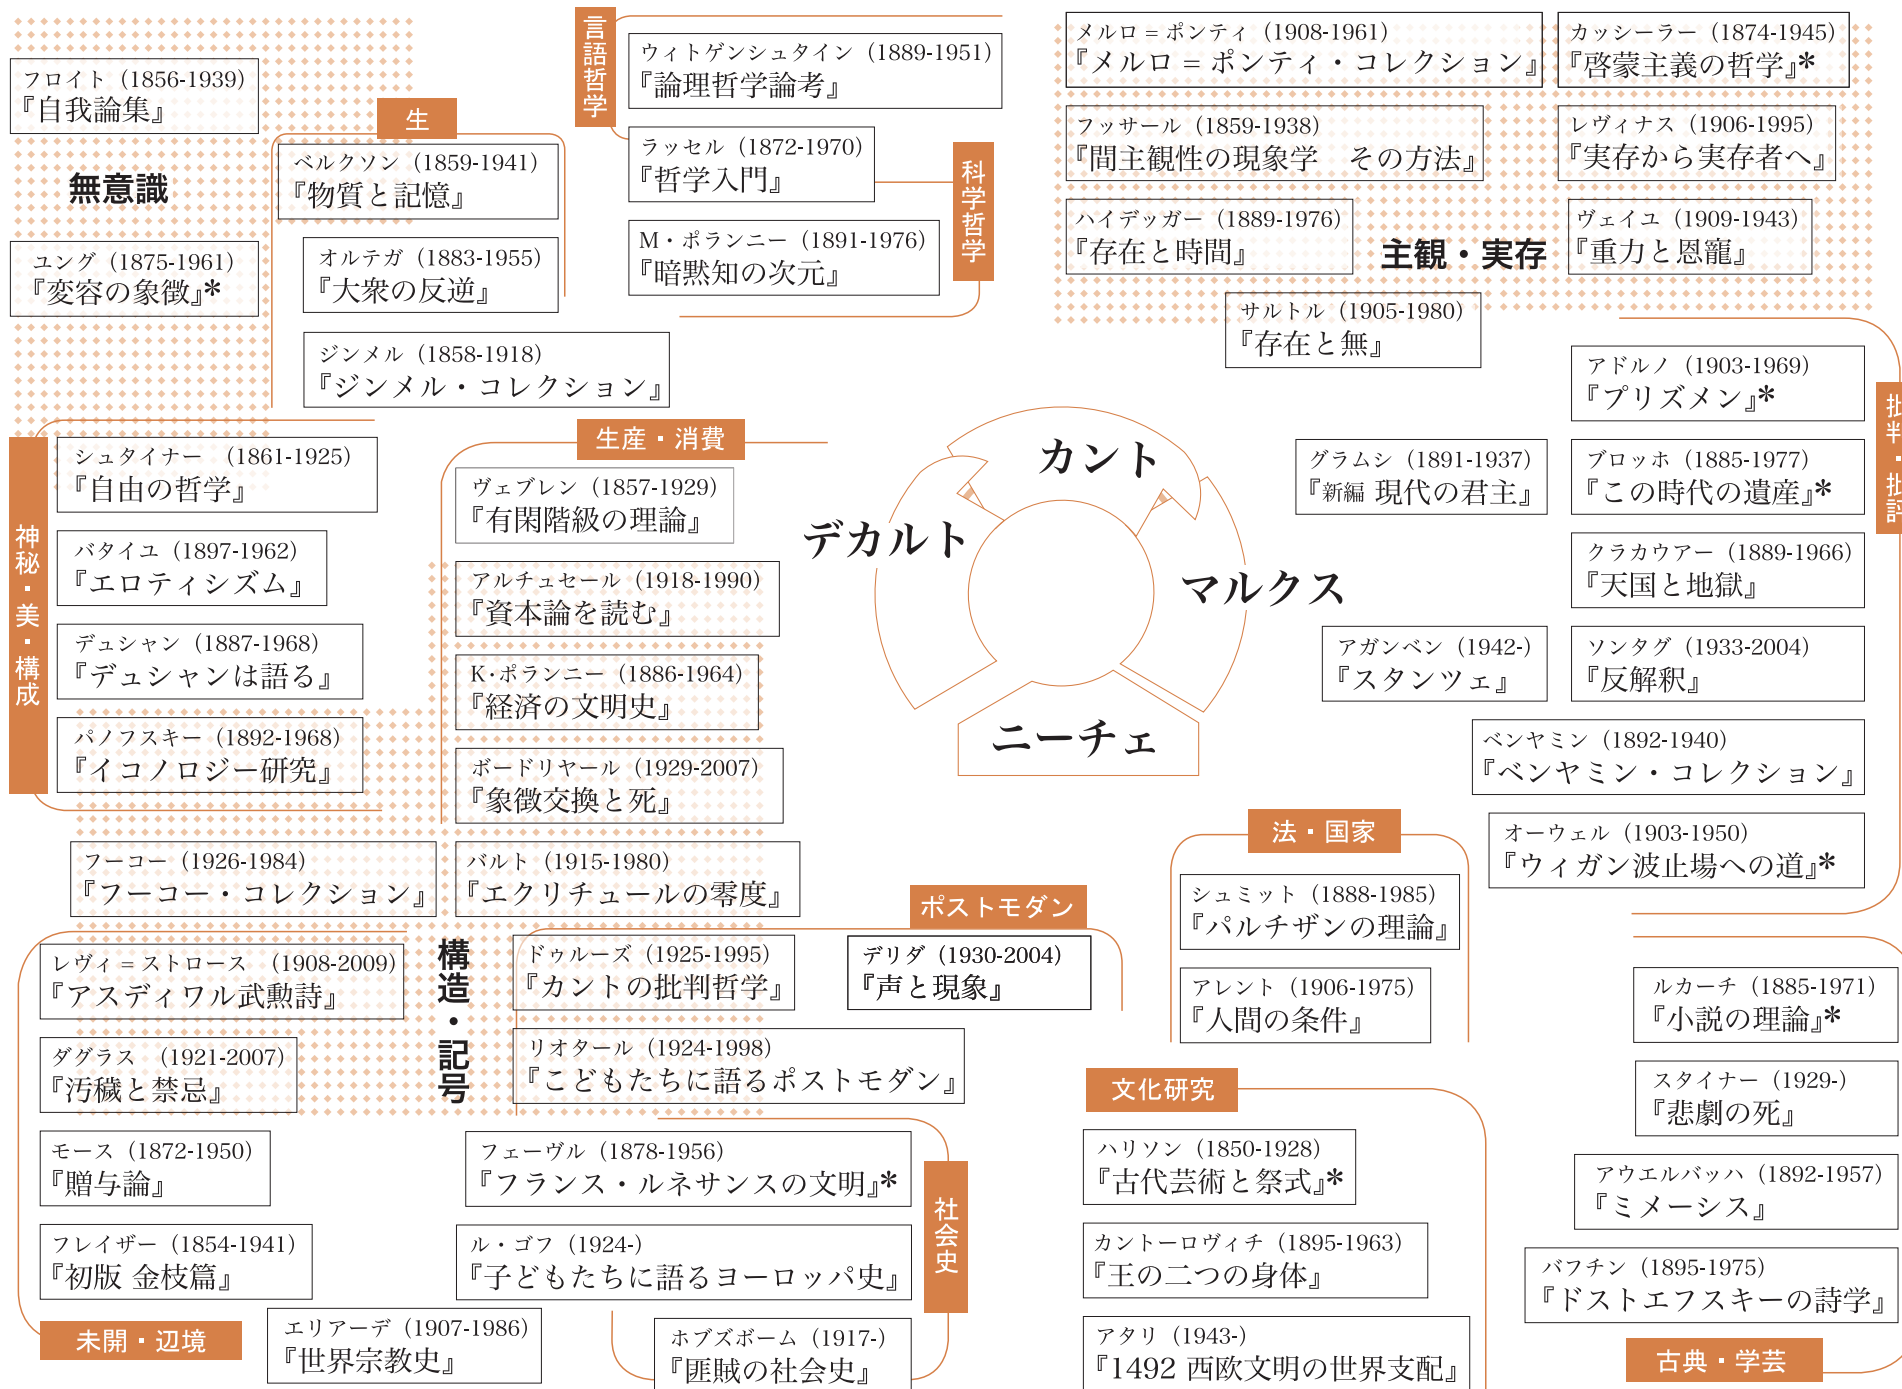 フロイト（1856-1939）
『自我論集』
無意識
ユング（1875-1961）
『変容の象徴』*
生
ベルクソン（1859-1941）
『物質と記憶』
オルテガ（1883-1955）
『大衆の反逆』
ジンメル（1858-1918）
『ジンメル・コレクション』
言語哲学
ウィトゲンシュタイン（1889-1951）
『論理哲学論考』
ラッセル（1872-1970）
『哲学入門』
科学哲学
M・ポランニー（1891-1976）
『暗黙知の次元』
メルロ＝ポンティ（1908-1961）
『メルロ＝ポンティ・コレクション』
カッシーラー（1874-1945）
『啓蒙主義の哲学』*
フッサール（1859-1938）
『間主観性の現象学　その方法』
レヴィナス（1906-1995）
『実存から実存者へ』
ハイデッガー（1889-1976）
『存在と時間』
主観・実存
ヴェイユ（1909-1943）
『重力と恩寵』
サルトル（1905-1980）
『存在と無』
批判・批評
アドルノ（1903-1969）
『プリズメン』*
グラムシ（1891-1937）
『新編 現代の君主』
ブロッホ（1885-1977）
『この時代の遺産』*
クラカウアー（1889-1966）
『天国と地獄』
アガンベン（1942-）
『スタンツェ』
ソンタグ（1933-2004）
『反解釈』
ベンヤミン（1892-1940）
『ベンヤミン・コレクション』
オーウェル（1903-1950）
『ウィガン波止場への道』*
神秘・美・構成
シュタイナー　（1861-1925）
『自由の哲学』
バタイユ（1897-1962）
『エロティシズム』
デュシャン（1887-1968）
『デュシャンは語る』
パノフスキー（1892-1968）
『イコノロジー研究』
生産・消費
ヴェブレン（1857-1929）
『有閑階級の理論』
アルチュセール（1918-1990）
『資本論を読む』
K・ポランニー（1886-1964）
『経済の文明史』
ボードリヤール（1929-2007）
『象徴交換と死』
カント
デカルト
マルクス
ニーチェ
フーコー（1926-1984）
『フーコー・コレクション』
バルト（1915-1980）
『エクリチュールの零度』
構造・記号
ポストモダン
ドゥルーズ（1925-1995）
『カントの批判哲学』
デリダ（1930-2004）
『声と現象』
リオタール（1924-1998）
『こどもたちに語るポストモダン』
法・国家
シュミット（1888-1985）
『パルチザンの理論』
アレント（1906-1975）
『人間の条件』
レヴィ＝ストロース　（1908-2009）
『アスディワル武勲詩』
ダグラス　（1921-2007）
『汚穢と禁忌』
モース（1872-1950）
『贈与論』
フレイザー（1854-1941）
『初版 金枝篇』
未開・辺境
エリアーデ（1907-1986）
『世界宗教史』
フェーヴル（1878-1956）
『フランス・ルネサンスの文明』*
社会史
ル・ゴフ（1924-）
『子どもたちに語るヨーロッパ史』
ホブズボーム（1917-）
『匪賊の社会史』
文化研究
ハリソン（1850-1928）
『古代芸術と祭式』*
カントーロヴィチ（1895-1963）
『王の二つの身体』
アタリ（1943-）
『1492 西欧文明の世界支配』
ルカーチ（1885-1971）
『小説の理論』*
スタイナー（1929-）
『悲劇の死』
アウエルバッハ（1892-1957）
『ミメーシス』
バフチン（1895-1975）
『ドストエフスキーの詩学』
古典・学芸